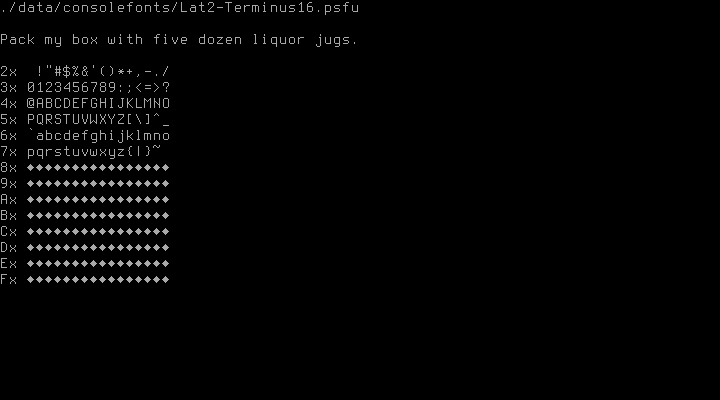 ./data/consolefonts/Lat2-Terminus16.psfu
Pack my box with five dozen liquor jugs.
2x  !"#$%&'()*+,-./
3x 0123456789:;<=>?
4x @ABCDEFGHIJKLMNO
5x PQRSTUVWXYZ[\]^_
6x `abcdefghijklmno
7x pqrstuvwxyz{|}~
8x ◆◆◆◆◆◆◆◆◆◆◆◆◆◆◆◆
9x ◆◆◆◆◆◆◆◆◆◆◆◆◆◆◆◆
Ax ◆◆◆◆◆◆◆◆◆◆◆◆◆◆◆◆
Bx ◆◆◆◆◆◆◆◆◆◆◆◆◆◆◆◆
Cx ◆◆◆◆◆◆◆◆◆◆◆◆◆◆◆◆
Dx ◆◆◆◆◆◆◆◆◆◆◆◆◆◆◆◆
Ex ◆◆◆◆◆◆◆◆◆◆◆◆◆◆◆◆
Fx ◆◆◆◆◆◆◆◆◆◆◆◆◆◆◆◆